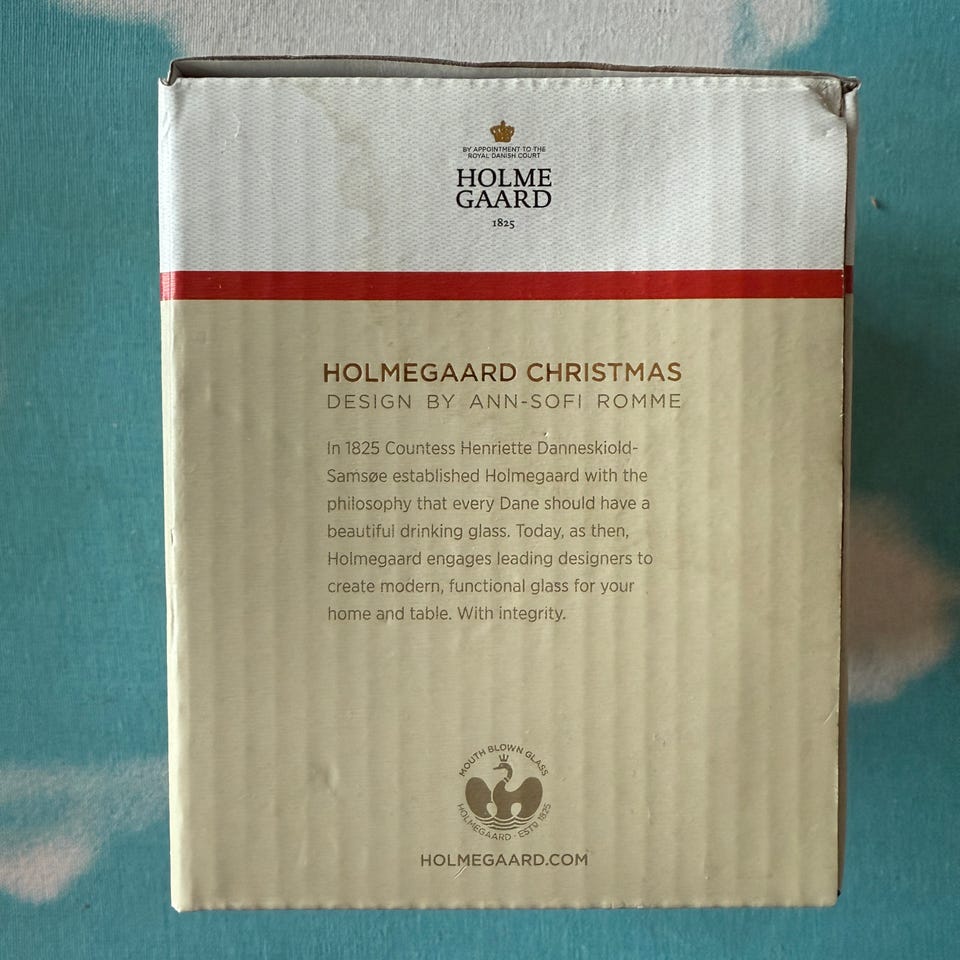 BY APPOINTMENT TO THE
ROYAL DANISH COURT
HOLME
GAARD
1825
HOLMEGAARD CHRISTMAS
DESIGN BY ANN-SOFI ROMME
In 1825 Countess Henriette Danneskiold-
Samsøe established Holmegaard with the
philosophy that every Dane should have a
beautiful drinking glass. Today, as then,
Holmegaard engages leading designers to
create modern, functional glass for your
home and table. With integrity.
MOUTH BLOWN GLASS
HOLMEGAARD · ESTD 1825
HOLMEGAARD.COM